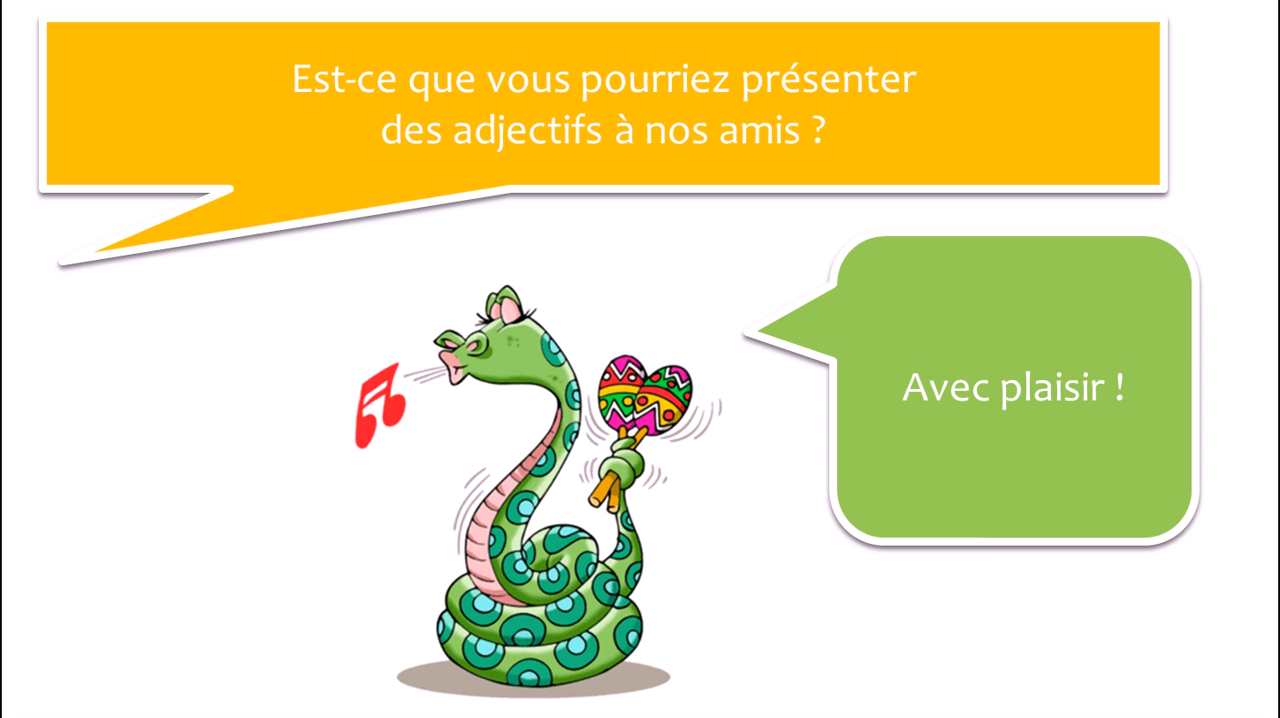 Est-ce que vous pourriez présenter
des adjectifs à nos amis ?
Avec plaisir !